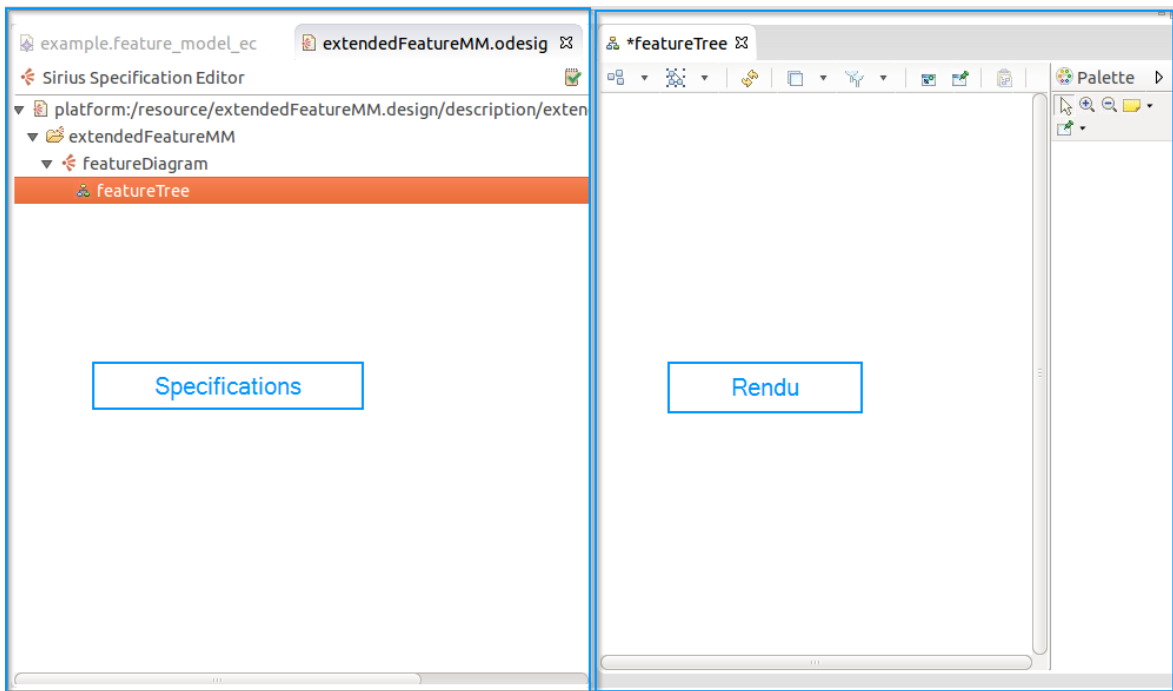 example.feature_model_ec
extendedFeatureMM.odesig
Sirius Specification Editor
platform:/resource/extendedFeatureMM.design/description/exten
extendedFeatureMM
featureDiagram
featureTree
Specifications
*featureTree
Palette
Rendu